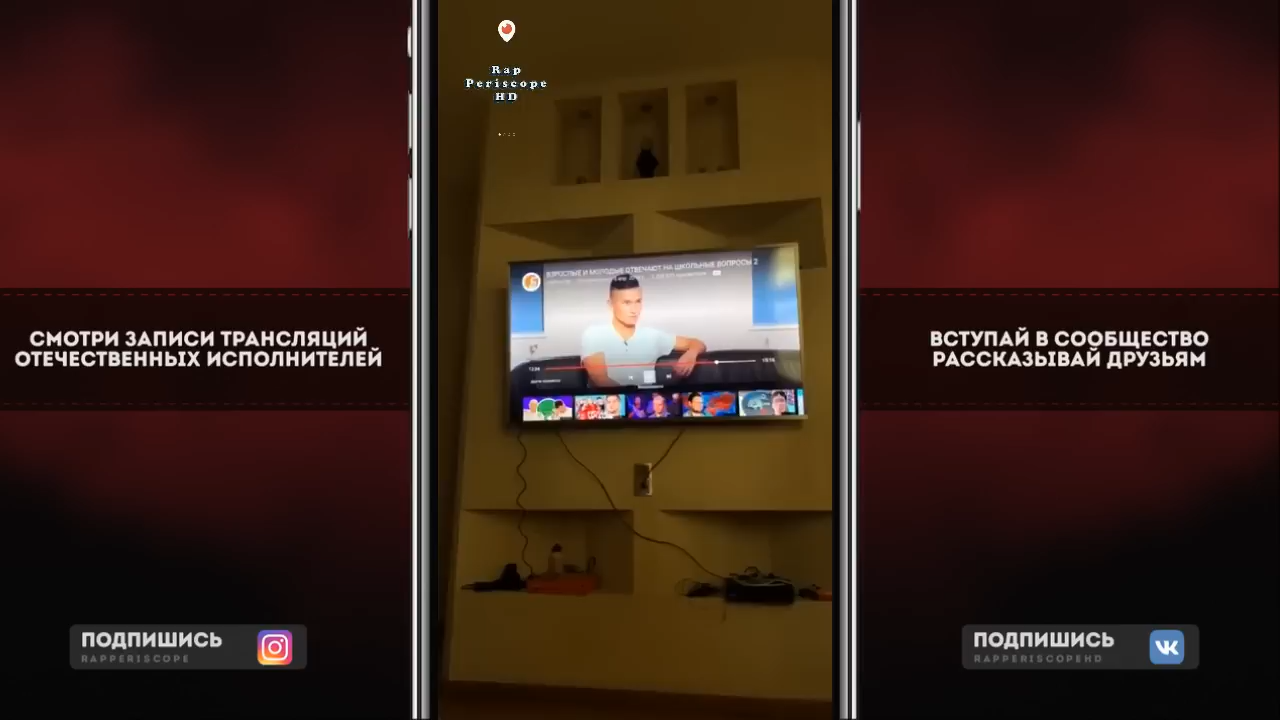 Rap
Periscope
HD
СМОТРИ ЗАПИСИ ТРАНСЛЯЦИЙ
ОТЕЧЕСТВЕННЫХ ИСПОЛНИТЕЛЕЙ
ВЗРОСЛЫЕ И МОЛОДЫЕ ОТВЕЧАЮТ НА ШКОЛЬНЫЕ ВОПРОСЫ 2
ВСТУПАЙ В СООБЩЕСТВО
РАССКАЗЫВАЙ ДРУЗЬЯМ
ПОДПИШИСЬ
RAPPERISCOPE
ПОДПИШИСЬ
RAPPERISCOPEHD